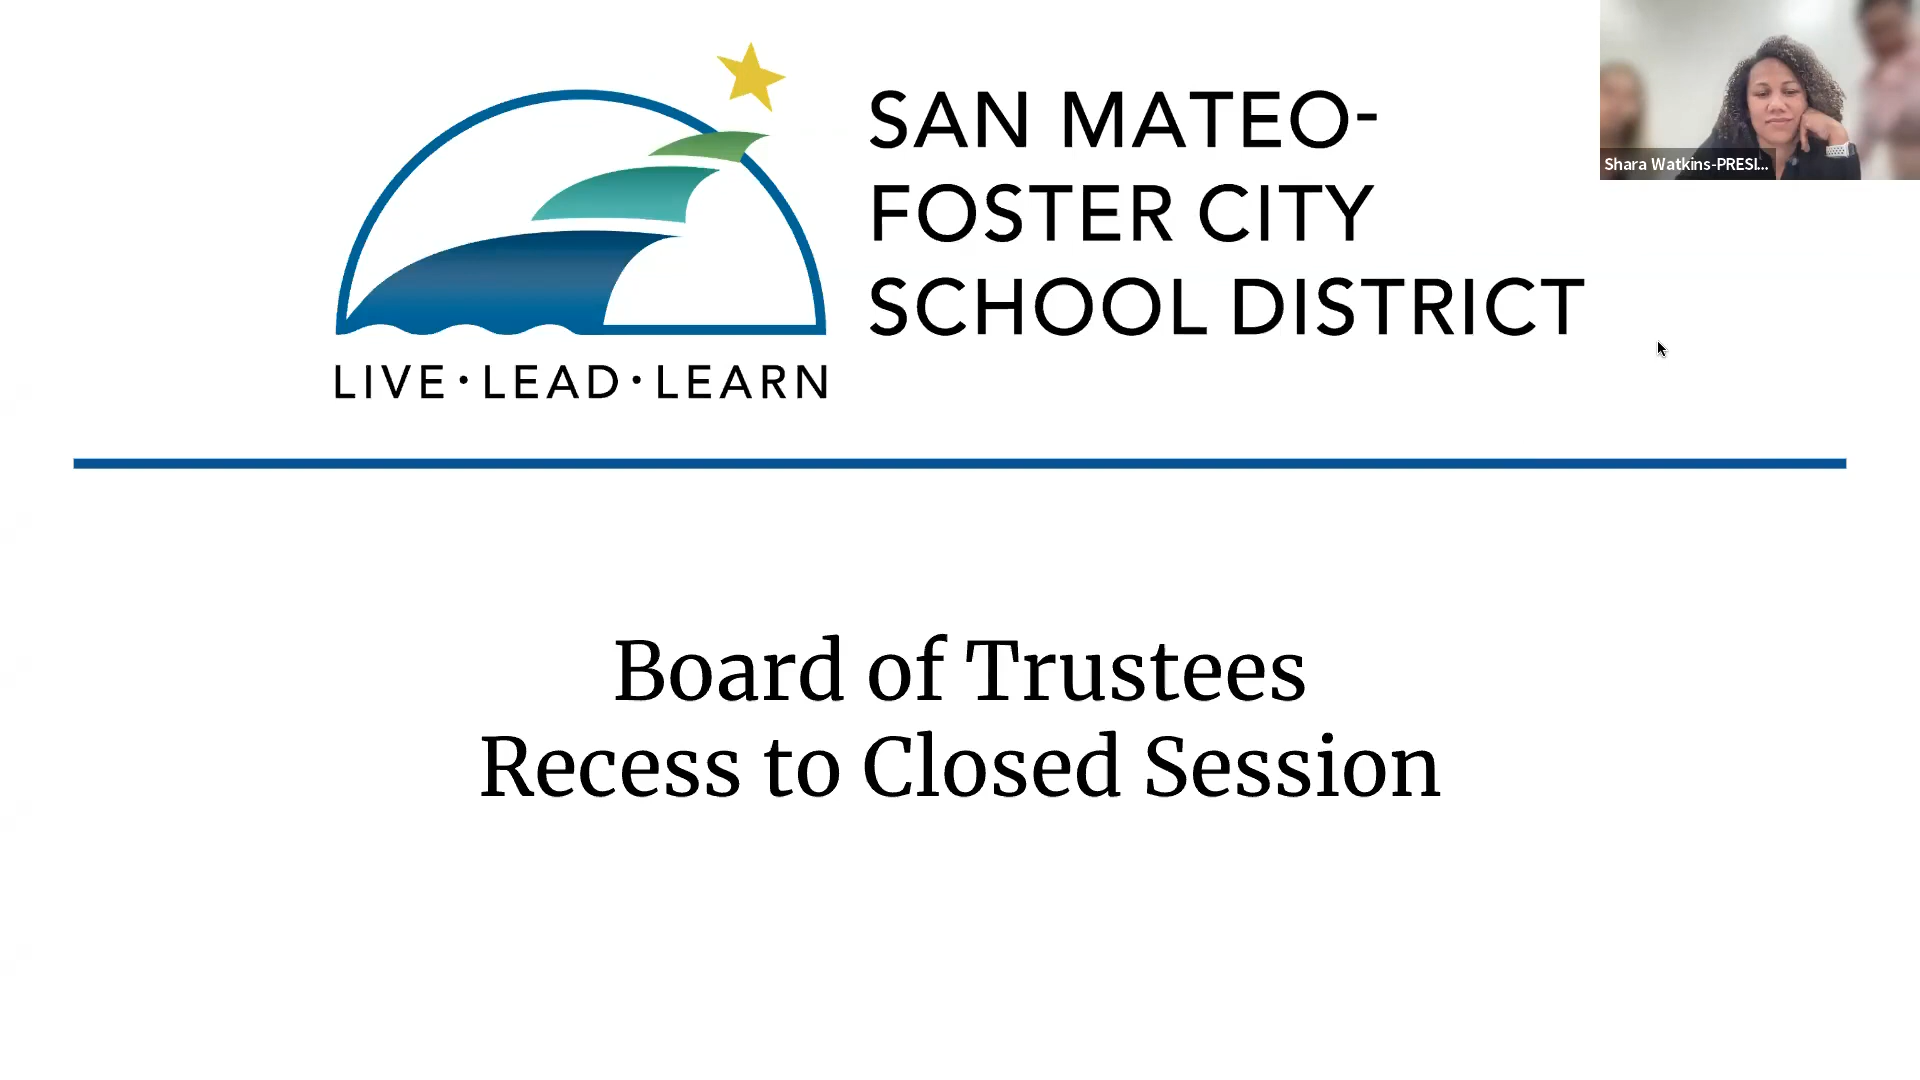 SAN MATEO-
FOSTER CITY
SCHOOL DISTRICT
LIVE·LEAD·LEARN
Shara Watkins-PRESI...
Board of Trustees
Recess to Closed Session